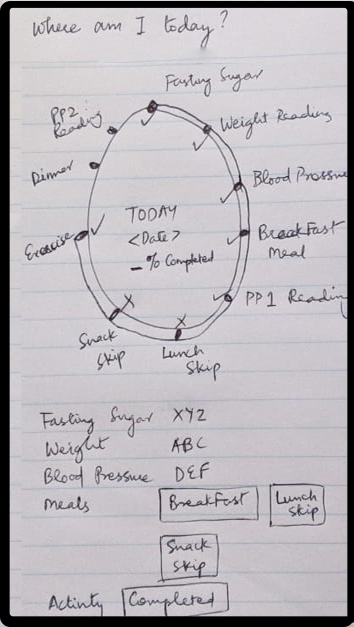 Where am I today?
Fasting Sugar
PP2
Reading
Weight Reading
Dinner
Blood Pressure
TODAY
<Date>
_ % Completed
Exercise
BreakFast
Meal
PP1 Reading
X
X
Snack
Skip
Lunch
Skip
Fasting Sugar XYZ
Weight ABC
Blood Pressure DEF
Meals BreakFast Lunch
Skip
Snack
Skip
Activity Completed